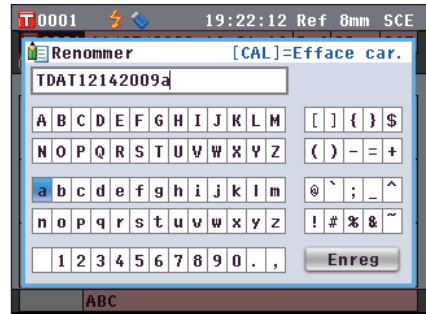 T 0001 19:22:12 Ref 8mm SCE
Renommer [CAL]=Efface car.
TDAT12142009a
A B C D E F G H I J K L M [ ] { } $
N O P Q R S T U V W X Y Z ( ) - = +
a b c d e f g h i j k l m @ ` ; _ ^
n o p q r s t u v w x y z ! # % & ~
1 2 3 4 5 6 7 8 9 0 . , Enreg
ABC